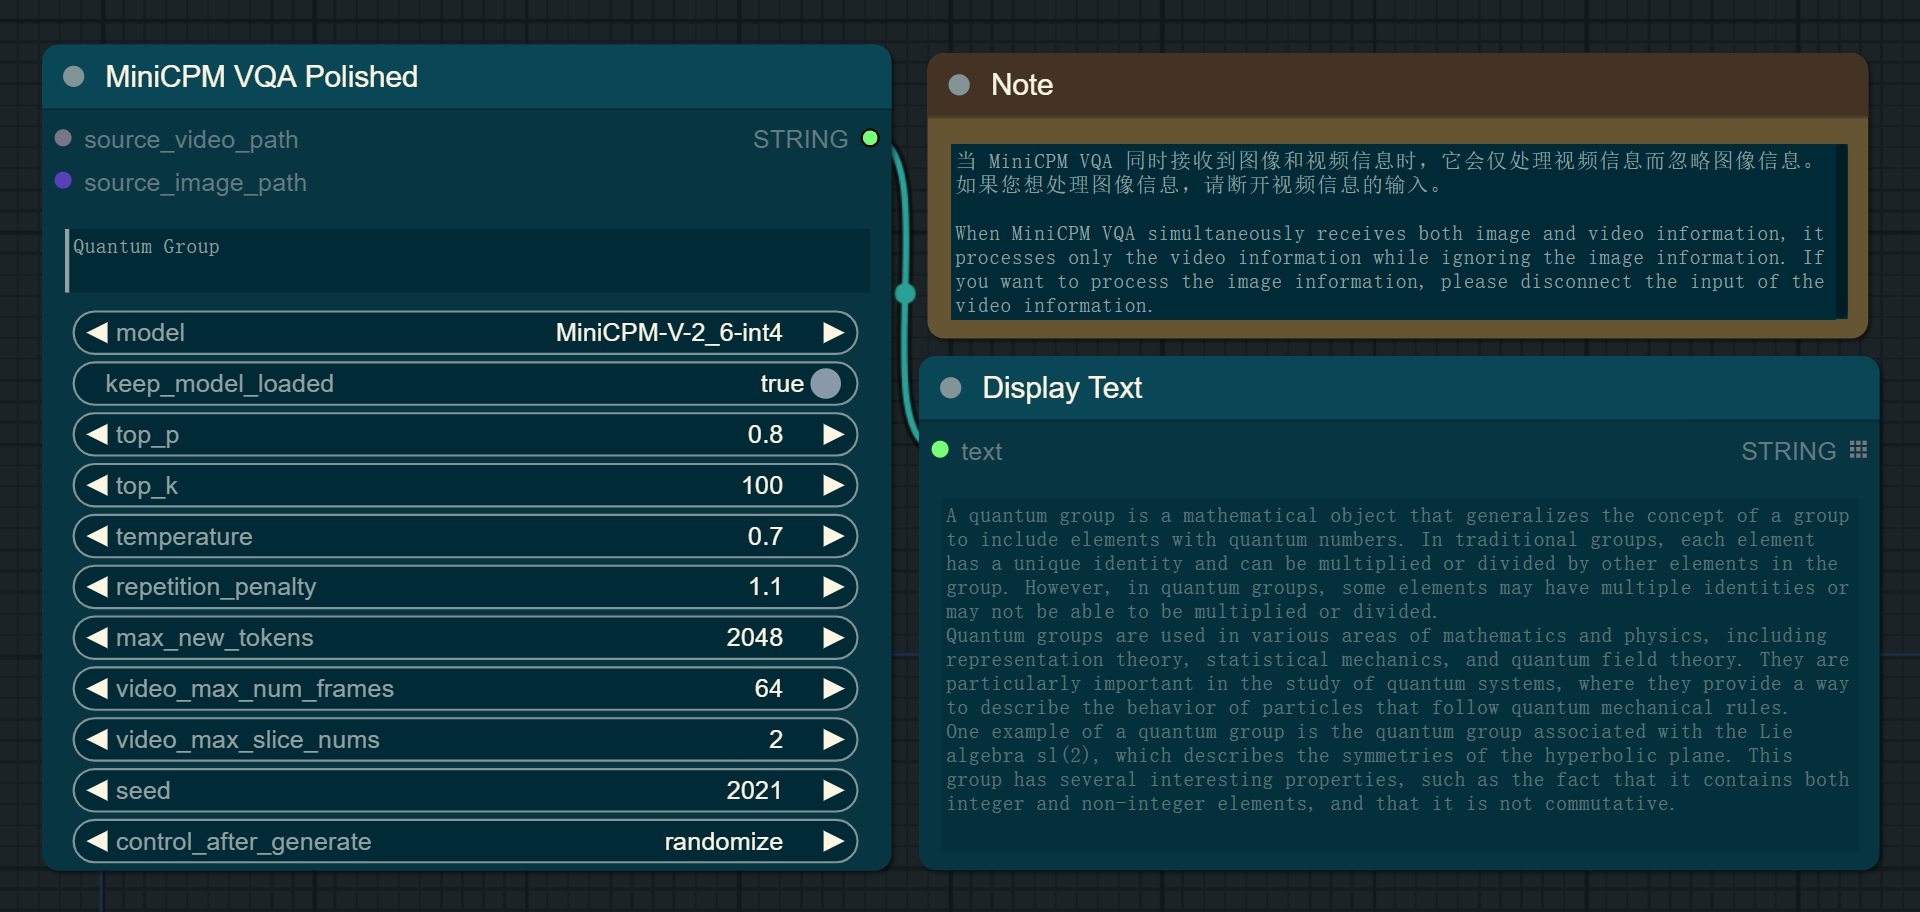 MiniCPM VQA Polished
source_video_path
STRING
source_image_path
Quantum Group
model
MiniCPM-V-2_6-int4
keep_model_loaded
true
top_p
0.8
top_k
100
temperature
0.7
repetition_penalty
1.1
max_new_tokens
2048
video_max_num_frames
64
video_max_slice_nums
2
seed
2021
control_after_generate
randomize
Note
当 MiniCPM VQA 同时接收到图像和视频信息时，它会仅处理视频信息而忽略图像信息。
如果您想处理图像信息，请断开视频信息的输入。
When MiniCPM VQA simultaneously receives both image and video information, it
processes only the video information while ignoring the image information. If
you want to process the image information, please disconnect the input of the
video information.
Display Text
text
STRING
A quantum group is a mathematical object that generalizes the concept of a group
to include elements with quantum numbers. In traditional groups, each element
has a unique identity and can be multiplied or divided by other elements in the
group. However, in quantum groups, some elements may have multiple identities or
may not be able to be multiplied or divided.
Quantum groups are used in various areas of mathematics and physics, including
representation theory, statistical mechanics, and quantum field theory. They are
particularly important in the study of quantum systems, where they provide a way
to describe the behavior of particles that follow quantum mechanical rules.
One example of a quantum group is the quantum group associated with the Lie
algebra sl(2), which describes the symmetries of the hyperbolic plane. This
group has several interesting properties, such as the fact that it contains both
integer and non-integer elements, and that it is not commutative.